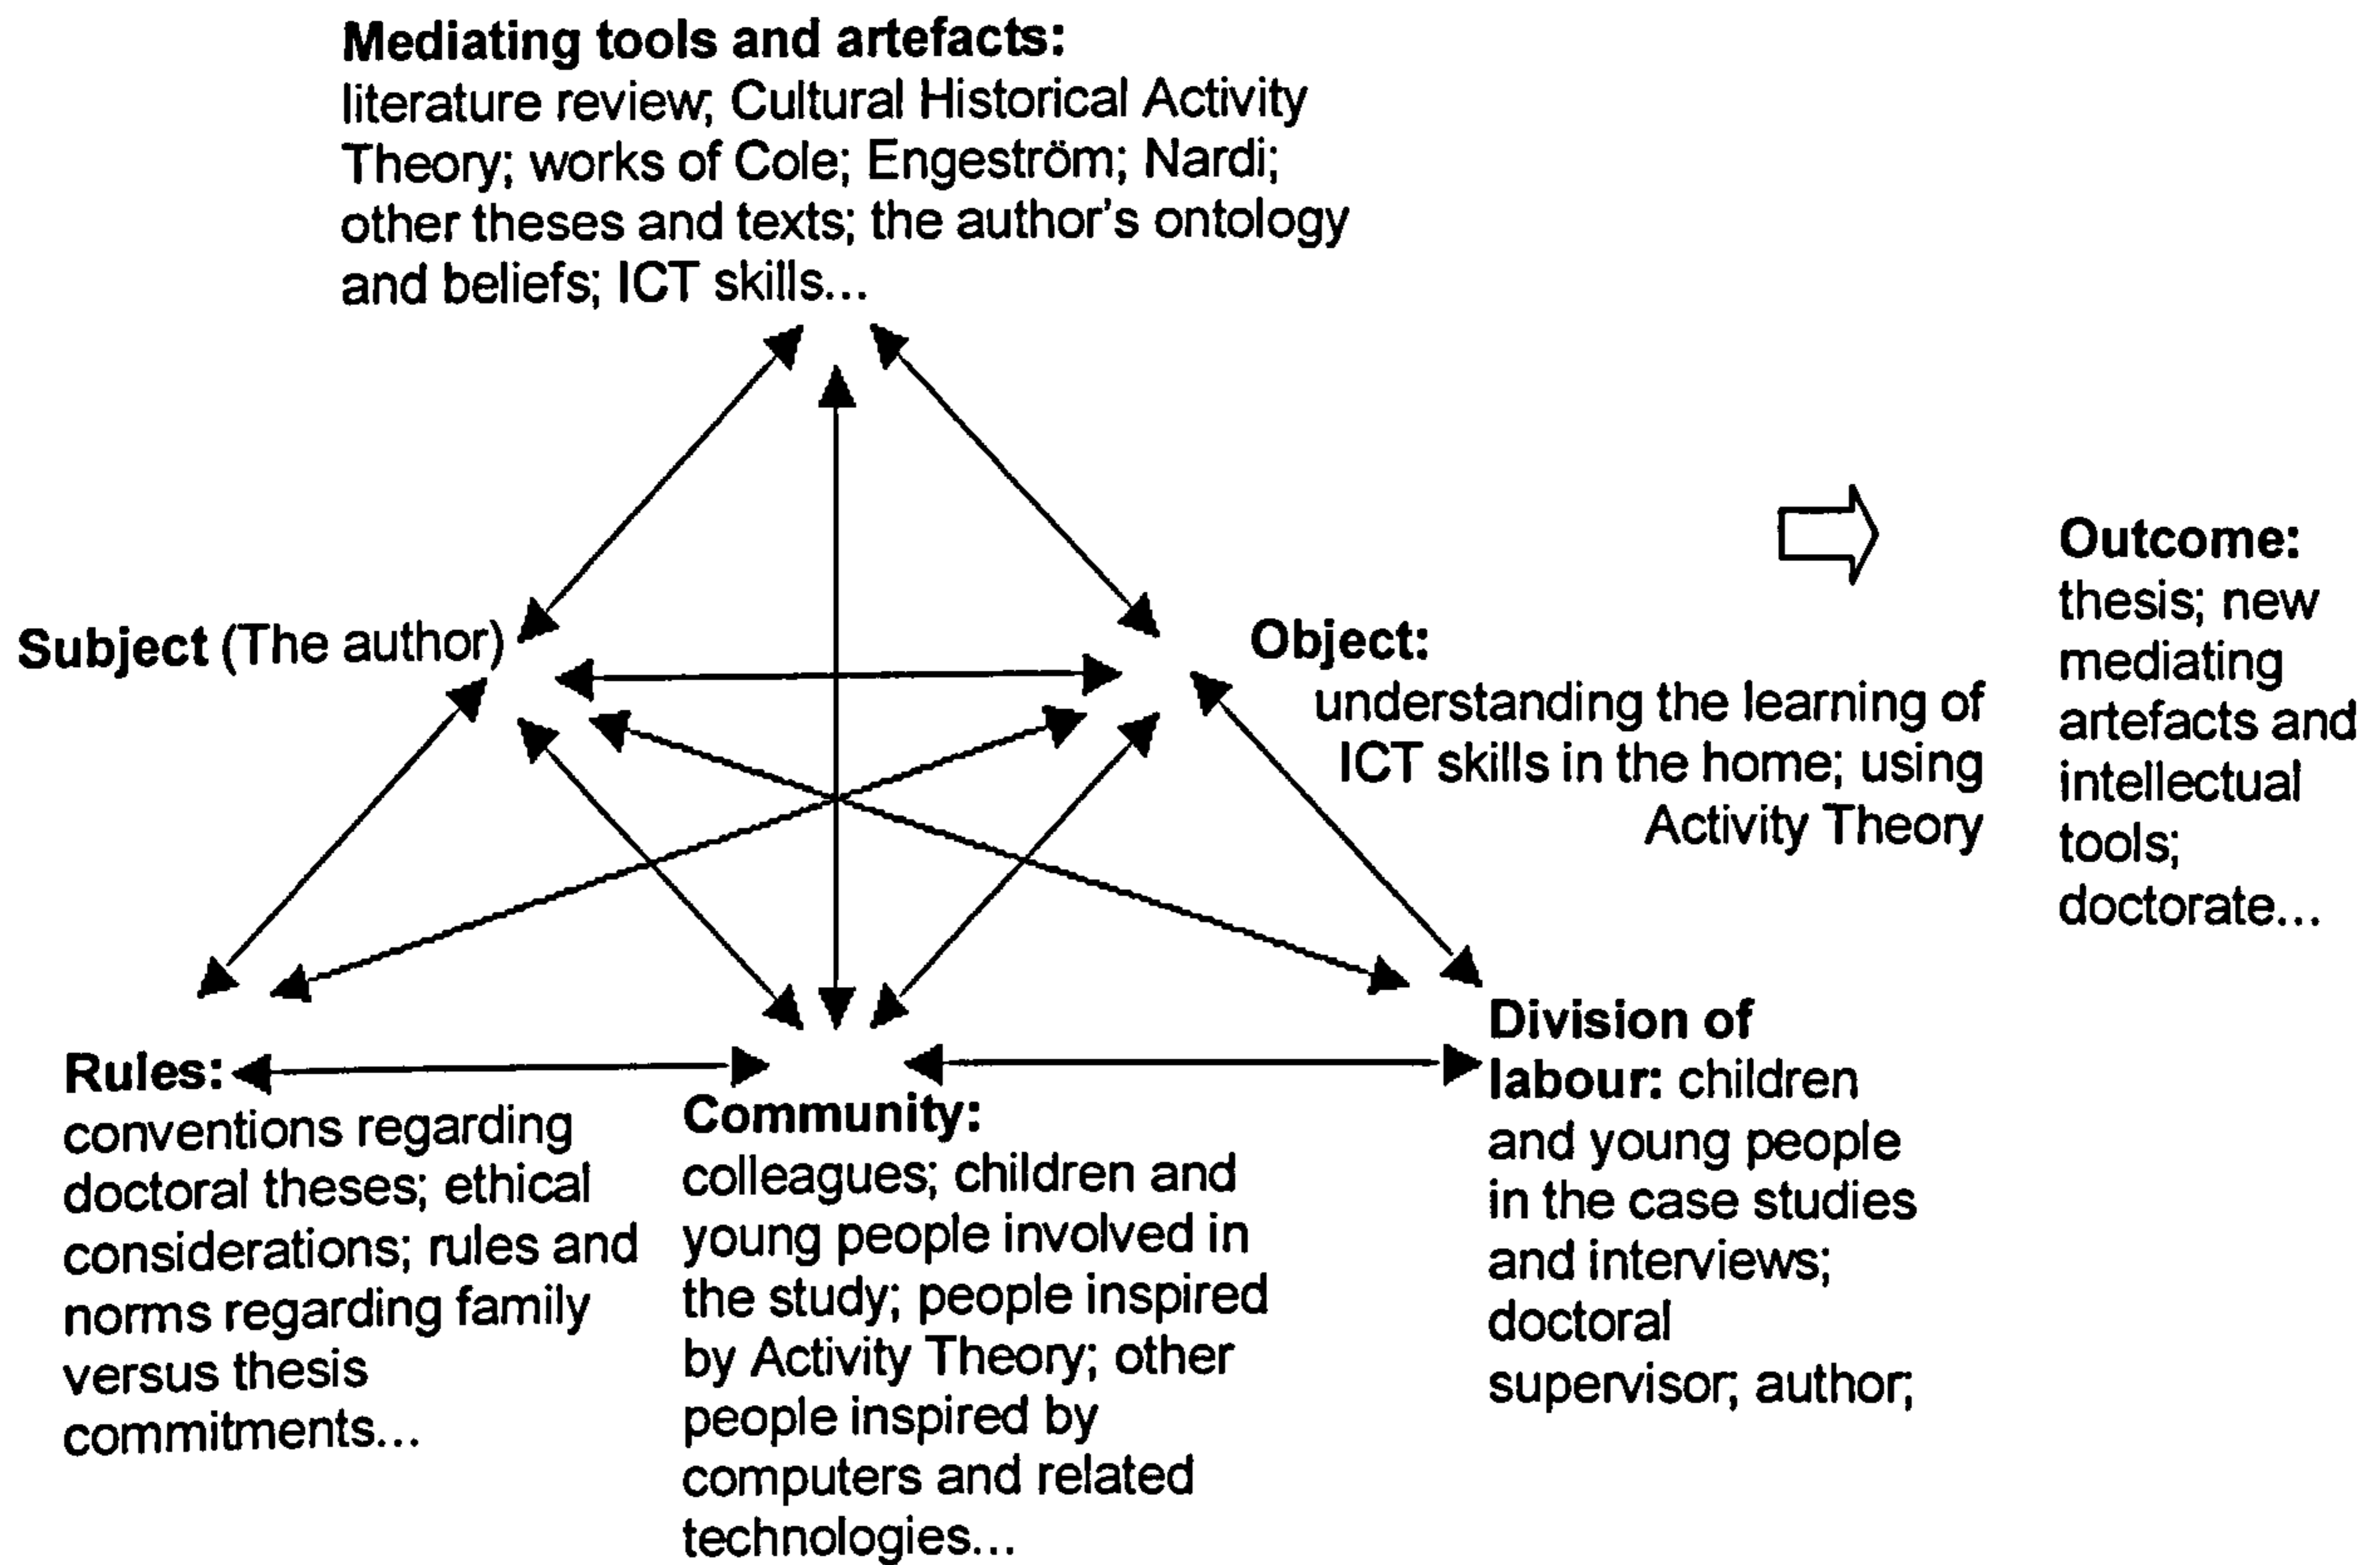 Mediating tools and artefacts:
literature review; Cultural Historical Activity
Theory; works of Cole; Engeström; Nardi;
other theses and texts; the author's ontology
and beliefs; ICT skills...
Subject (The author)
Object:
understanding the learning of
ICT skills in the home; using
Activity Theory
Outcome:
thesis; new
mediating
artefacts and
intellectual
tools;
doctorate...
Rules:
conventions regarding
doctoral theses; ethical
considerations; rules and
norms regarding family
versus thesis
commitments...
Community:
colleagues; children and
young people involved in
the study; people inspired
by Activity Theory; other
people inspired by
computers and related
technologies...
Division of
labour: children
and young people
in the case studies
and interviews;
doctoral
supervisor; author;